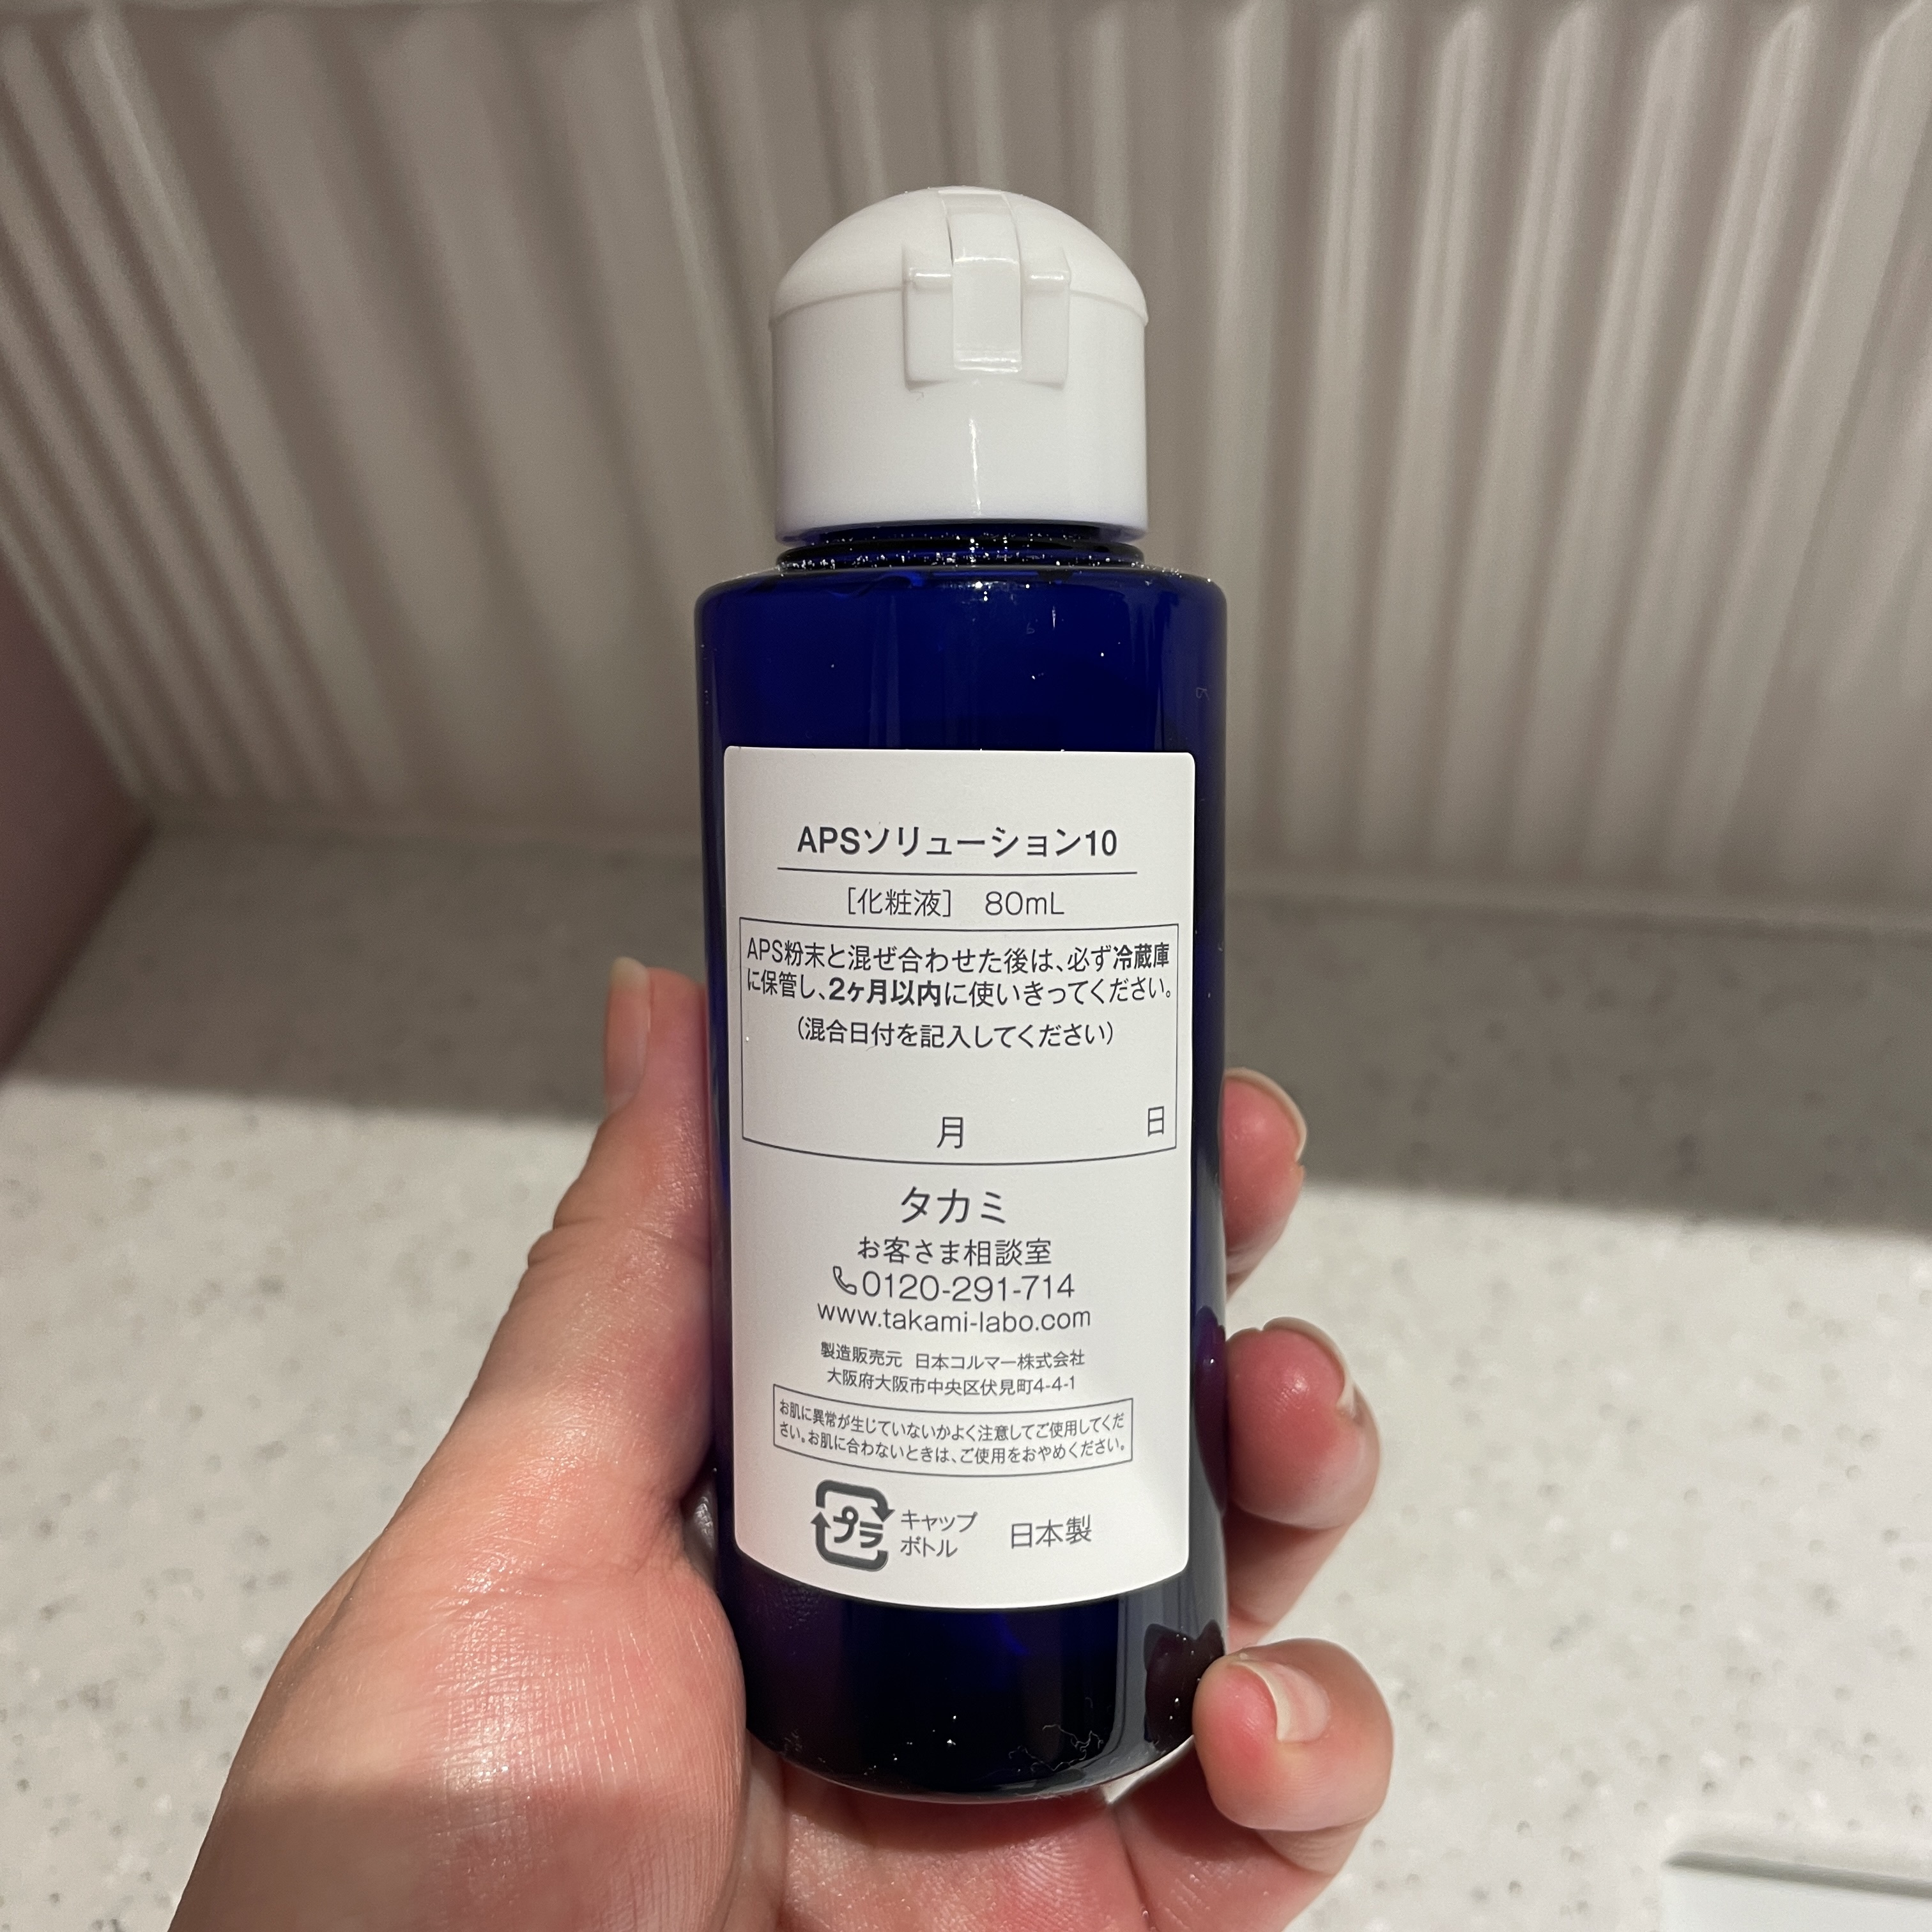 APSソリューション10
［化粧液］ 80mL
APS粉末と混ぜ合わせた後は、必ず冷蔵庫
に保管し、2ヶ月以内に使いきってください。
（混合日付を記入してください）
月 日
タカミ
お客さま相談室
0120-291-714
www.takami-labo.com
製造販売元 日本コルマー株式会社
大阪府大阪市中央区伏見町4-4-1
お肌に異常が生じていないかよく注意してご使用してくだ
さい。お肌に合わないときは、ご使用をおやめください。
プラ キャップ
ボトル 日本製